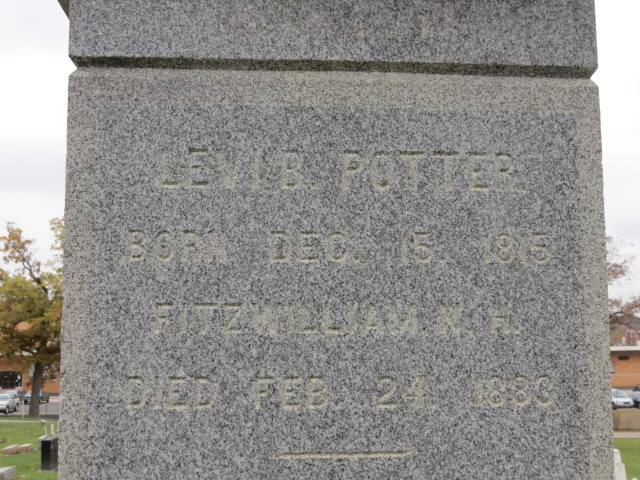 LEVI B. POTTER.
BORN DEC. 15. 1815
FITZWILLIAM, N. H.
DIED FEB. 24 1883